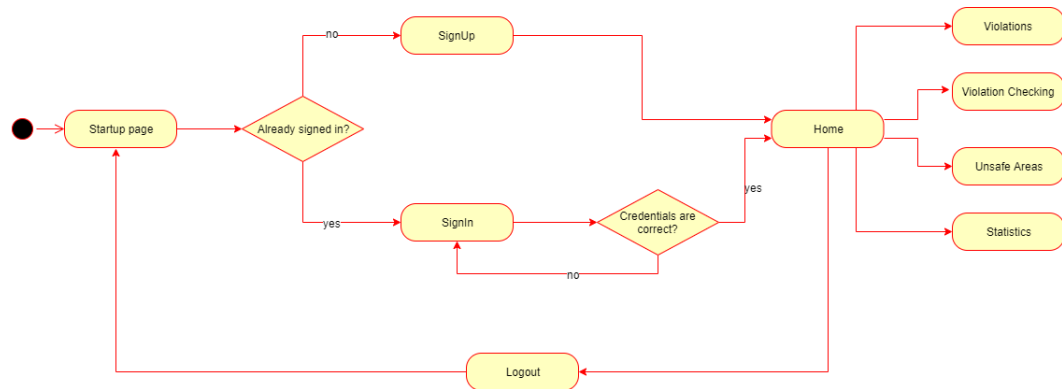 no
SignUp
Violations
Violation Checking
Startup page
Already signed in?
Home
Unsafe Areas
yes
SignIn
Credentials are
correct?
yes
Statistics
no
Logout